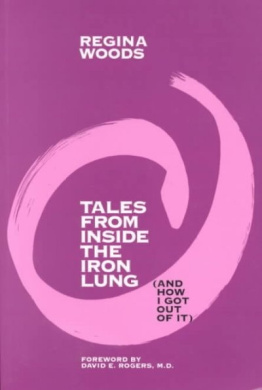 REGINA
WOODS
TALES
FROM
INSIDE
THE
IRON
LUNG
(AND
HOW
I GOT
OUT
OF IT)
FOREWORD BY
DAVID E. ROGERS, M.D.